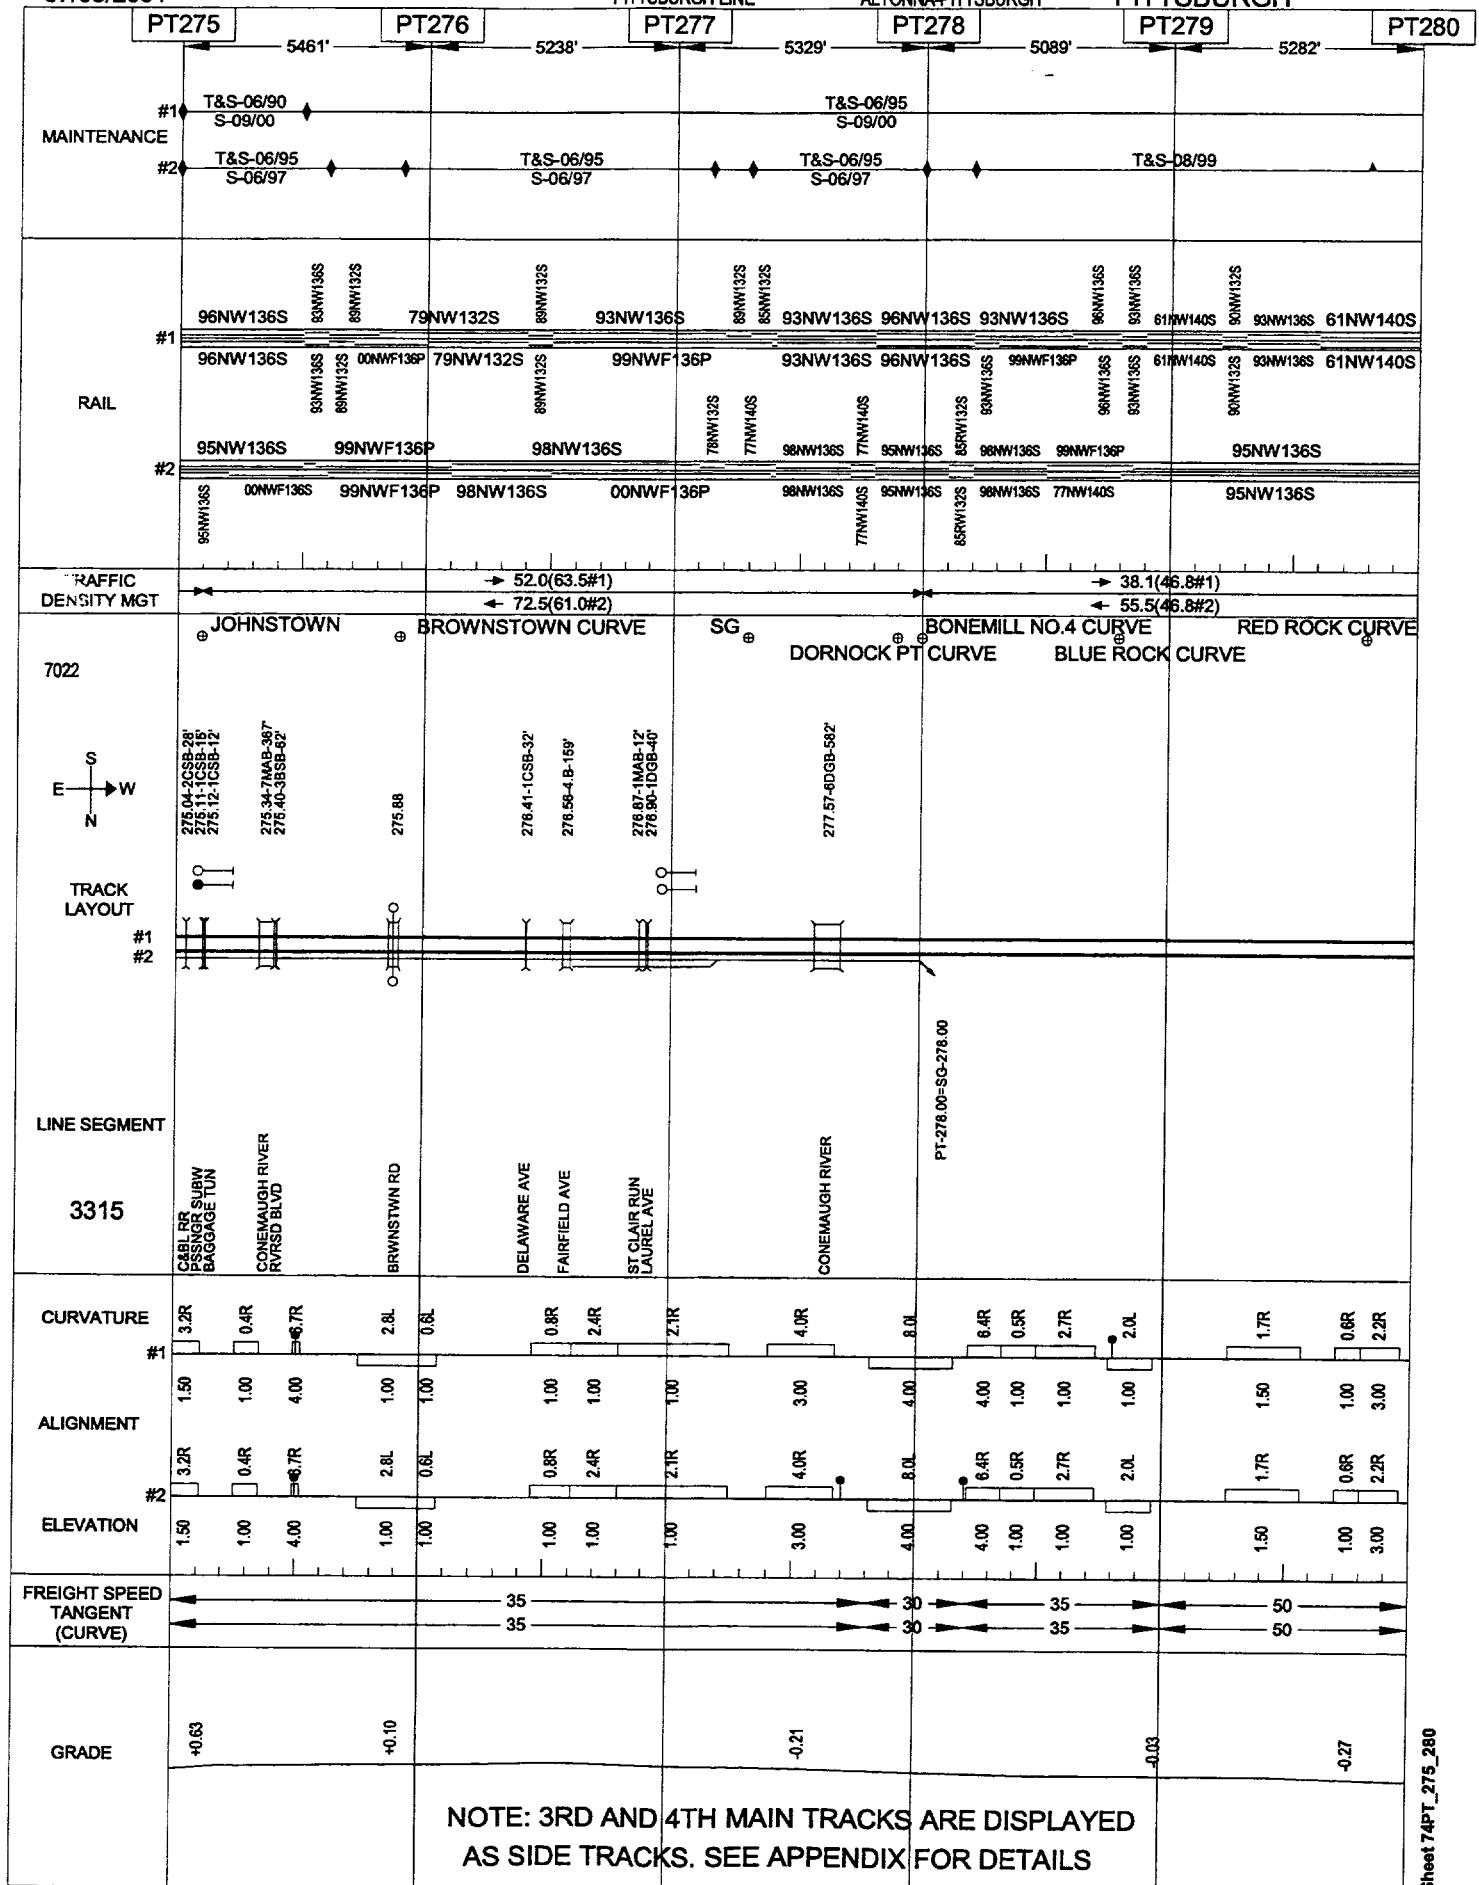 PITTSBURGH
PT275
PT276
PT277
PT278
PT279
PT280
5461'
5238'
5329'
5089'
5282'
MAINTENANCE
#1
T&S-06/90
S-09/00
T&S-06/95
S-09/00
#2
T&S-06/95
S-06/97
T&S-06/95
S-06/97
T&S-06/95
S-06/97
T&S-08/99
RAIL
#1
96NW136S
93NW136S
89NW132S
79NW132S
89NW132S
93NW136S
89NW132S
85NW132S
93NW136S
96NW136S
93NW136S
96NW136S
93NW136S
61NW140S
90NW132S
93NW136S
61NW140S
96NW136S
93NW136S
89NW132S
00NWF136P
79NW132S
89NW132S
99NWF136P
93NW136S
96NW136S
93NW136S
99NWF136P
96NW136S
93NW136S
61NW140S
90NW132S
93NW136S
61NW140S
#2
95NW136S
99NWF136P
98NW136S
78NW132S
77NW140S
98NW136S
77NW140S
95NW136S
85RW132S
98NW136S
99NWF136P
95NW136S
95NW136S
00NWF136S
99NWF136P
98NW136S
00NWF136P
98NW136S
77NW140S
95NW136S
85RW132S
98NW136S
77NW140S
95NW136S
TRAFFIC
DENSITY MGT
52.0(63.5#1)
72.5(61.0#2)
38.1(46.8#1)
55.5(46.8#2)
JOHNSTOWN
BROWNSTOWN CURVE
SG
BONEMILL NO.4 CURVE
RED ROCK CURVE
DORNOCK PT CURVE
BLUE ROCK CURVE
7022
S
E W
N
275.04-2CSB-28'
275.11-1CSB-15'
275.12-1CSB-12'
275.34-7MAB-367'
275.40-3BSB-62'
275.88
276.41-1CSB-32'
276.56-4.B-159'
276.87-1MAB-12'
276.90-1DGB-40'
277.57-6DGB-582'
TRACK
LAYOUT
#1
#2
PT-278.00=SG-278.00
LINE SEGMENT
3315
C&BL RR
PSSNGR SUBW
BAGGAGE TUN
CONEMAUGH RIVER
RVRSD BLVD
BRWNSTWN RD
DELAWARE AVE
FAIRFIELD AVE
ST CLAIR RUN
LAUREL AVE
CONEMAUGH RIVER
CURVATURE
#1
3.2R
0.4R
6.7R
2.8L
0.6L
0.8R
2.4R
2.1R
4.0R
8.0L
6.4R
0.5R
2.7R
2.0L
1.7R
0.6R
2.2R
1.50
1.00
4.00
1.00
1.00
1.00
1.00
1.00
3.00
4.00
4.00
1.00
1.00
1.00
1.50
1.00
3.00
ALIGNMENT
#2
3.2R
0.4R
6.7R
2.8L
0.6L
0.8R
2.4R
2.1R
4.0R
8.0L
6.4R
0.5R
2.7R
2.0L
1.7R
0.6R
2.2R
ELEVATION
1.50
1.00
4.00
1.00
1.00
1.00
1.00
1.00
3.00
4.00
4.00
1.00
1.00
1.00
1.50
1.00
3.00
FREIGHT SPEED
TANGENT
(CURVE)
35
30
35
50
35
30
35
50
GRADE
+0.63
+0.10
-0.21
-0.03
-0.27
NOTE: 3RD AND 4TH MAIN TRACKS ARE DISPLAYED
AS SIDE TRACKS. SEE APPENDIX FOR DETAILS
Sheet 74PT_275_280